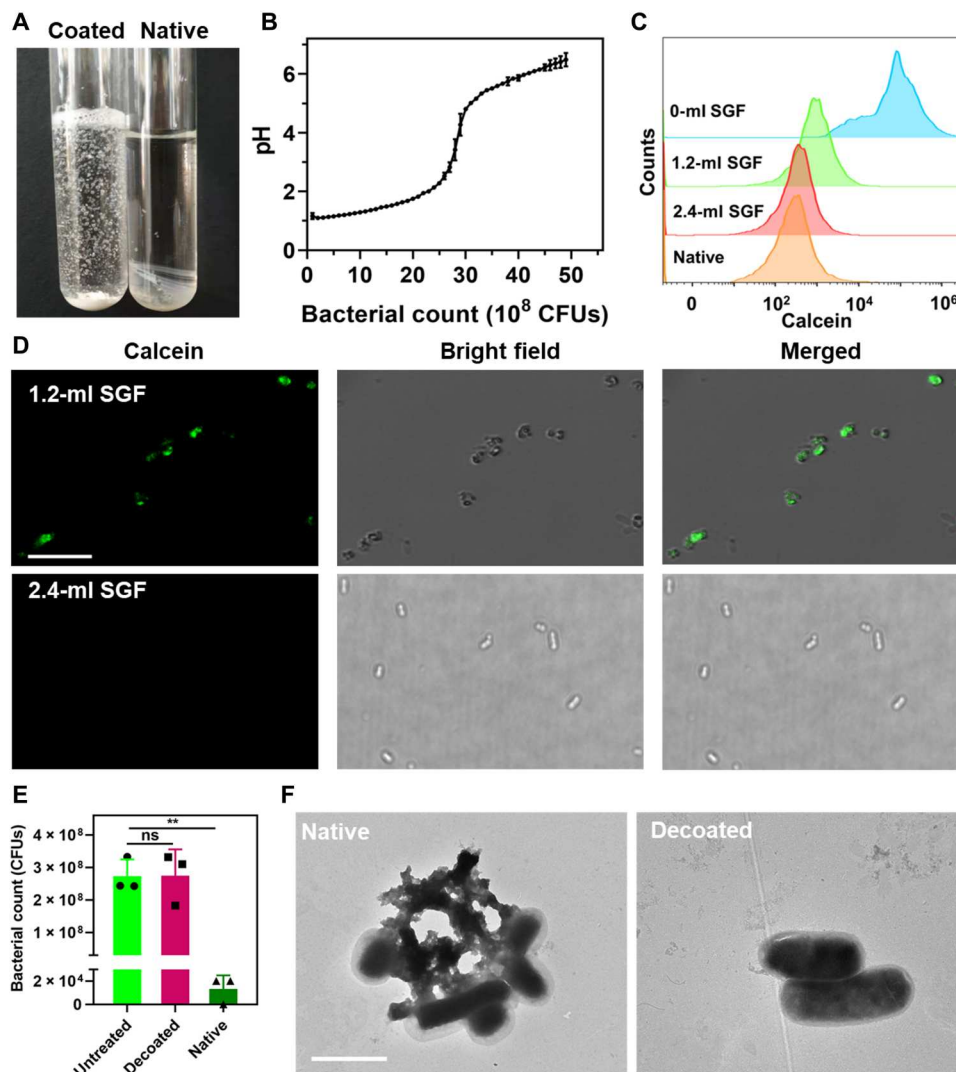 A
Coated Native
B
pH
6
4
2
0
0 10 20 30 40 50
Bacterial count (10⁸ CFUs)
C
Counts
0-ml SGF
1.2-ml SGF
2.4-ml SGF
Native
0 10² 10⁴ 10⁶
Calcein
D
Calcein Bright field Merged
1.2-ml SGF
2.4-ml SGF
E
Bacterial count (CFUs)
4 × 10⁸
3 × 10⁸
2 × 10⁸
1 × 10⁸
2 × 10⁴
0
**
ns
Untreated
Decoated
Native
F
Native
Decoated